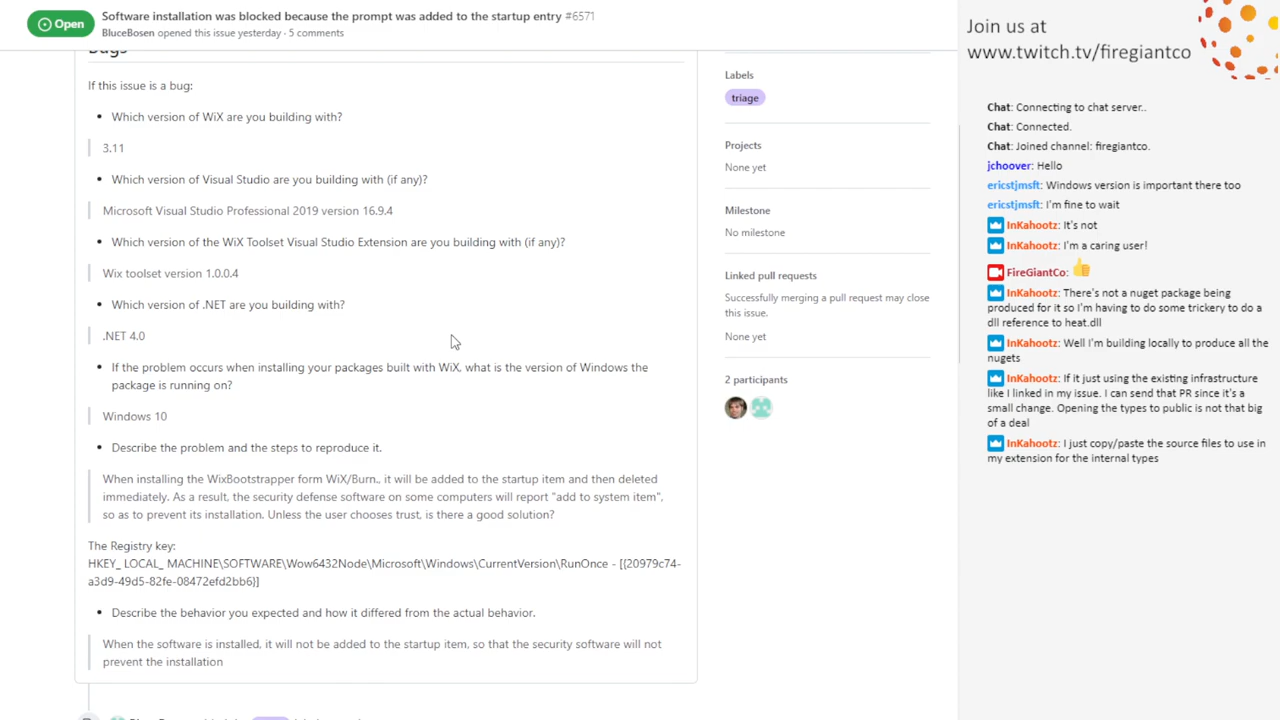 Open
Software installation was blocked because the prompt was added to the startup entry #6571
BluceBosen opened this issue yesterday · 5 comments
Bugs
If this issue is a bug:
• Which version of WiX are you building with?
3.11
• Which version of Visual Studio are you building with (if any)?
Microsoft Visual Studio Professional 2019 version 16.9.4
• Which version of the WiX Toolset Visual Studio Extension are you building with (if any)?
Wix toolset version 1.0.0.4
• Which version of .NET are you building with?
.NET 4.0
• If the problem occurs when installing your packages built with WiX. what is the version of Windows the
package is running on?
Windows 10
• Describe the problem and the steps to reproduce it.
When installing the WixBootstrapper form WiX/Burn., it will be added to the startup item and then deleted
immediately. As a result, the security defense software on some computers will report "add to system item",
so as to prevent its installation. Unless the user chooses trust, is there a good solution?
The Registry key:
HKEY_ LOCAL_ MACHINE\SOFTWARE\Wow6432Node\Microsoft\Windows\CurrentVersion\RunOnce - [{20979c74-
a3d9-49d5-82fe-08472efd2bb6}]
• Describe the behavior you expected and how it differed from the actual behavior.
When the software is installed, it will not be added to the startup item, so that the security software will not
prevent the installation
Labels
triage
Projects
None yet
Milestone
No milestone
Linked pull requests
Successfully merging a pull request may close
this issue.
None yet
2 participants
Join us at
www.twitch.tv/firegiantco
Chat: Connecting to chat server..
Chat: Connected.
Chat: Joined channel: firegiantco.
jchoover: Hello
ericstjmsft: Windows version is important there too
ericstjmsft: I'm fine to wait
InKahootz: It's not
InKahootz: I'm a caring user!
FireGiantCo:
InKahootz: There's not a nuget package being
produced for it so I'm having to do some trickery to do a
dll reference to heat.dll
InKahootz: Well I'm building locally to produce all the
nugets
InKahootz: If it just using the existing infrastructure
like I linked in my issue. I can send that PR since it's a
small change. Opening the types to public is not that big
of a deal
InKahootz: I just copy/paste the source files to use in
my extension for the internal types